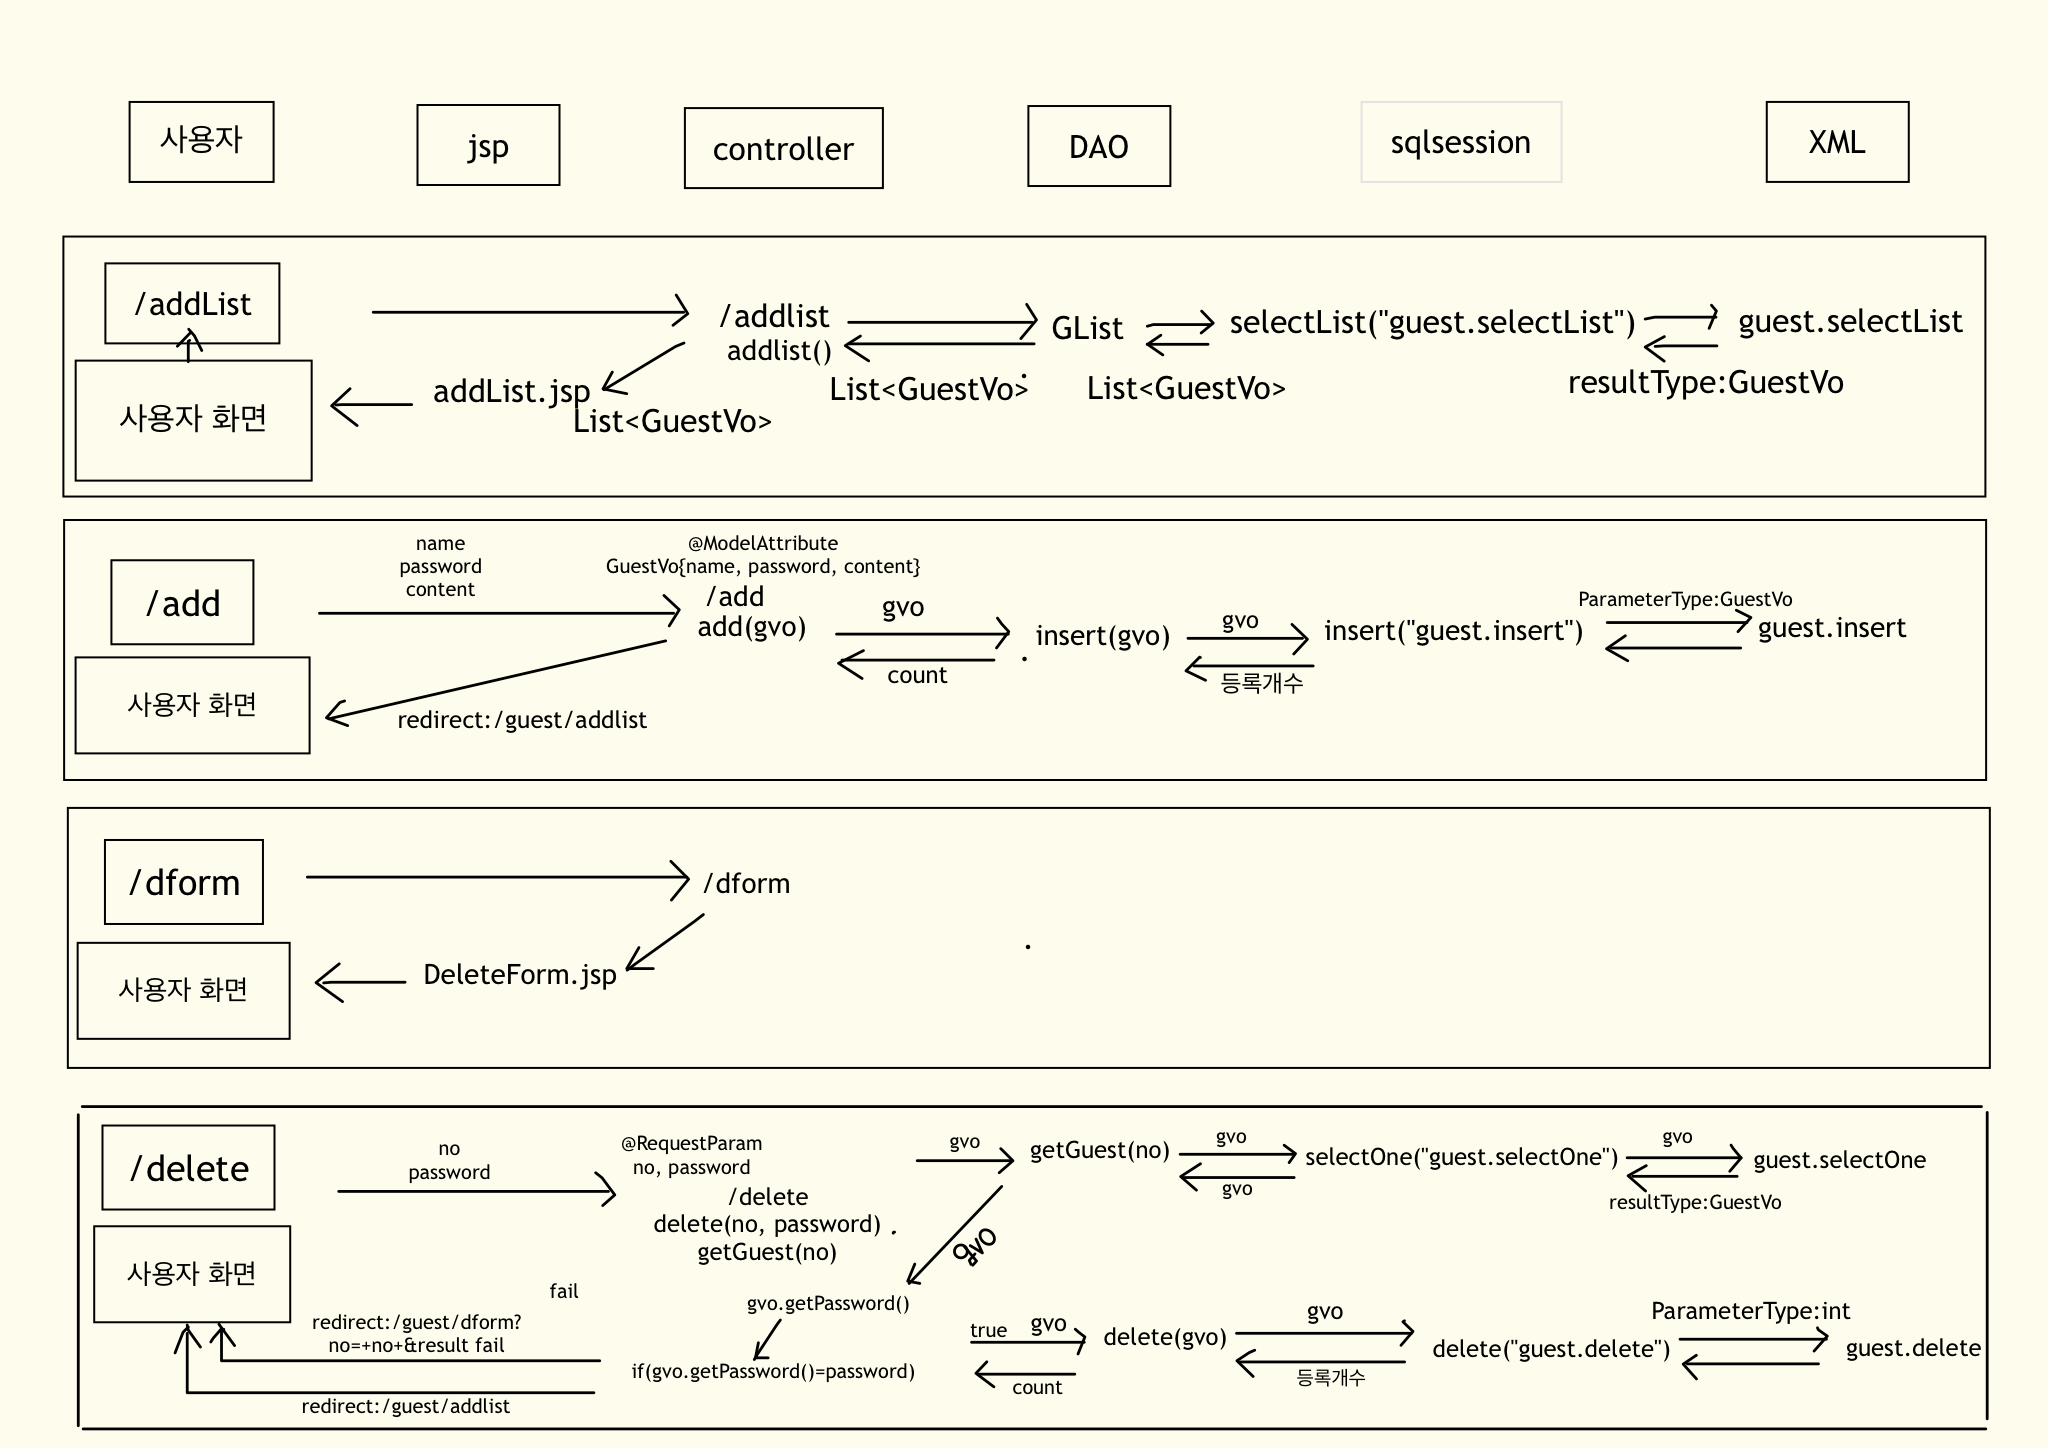 사용자
jsp
controller
DAO
sqlsession
XML
/addList
사용자 화면
/addlist
addlist()
addList.jsp
List<GuestVo>
List<GuestVo>
GList
List<GuestVo>
selectList("guest.selectList")
resultType:GuestVo
guest.selectList
/add
사용자 화면
name
password
content
@ModelAttribute
GuestVo{name, password, content}
/add
add(gvo)
redirect:/guest/addlist
gvo
count
insert(gvo)
gvo
등록개수
insert("guest.insert")
ParameterType:GuestVo
guest.insert
/dform
사용자 화면
/dform
DeleteForm.jsp
/delete
사용자 화면
no
password
@RequestParam
no, password
/delete
delete(no, password)
getGuest(no)
gvo
getGuest(no)
gvo
gvo
selectOne("guest.selectOne")
gvo
resultType:GuestVo
guest.selectOne
gvo
fail
gvo.getPassword()
redirect:/guest/dform?
no=+no+&result fail
if(gvo.getPassword()=password)
redirect:/guest/addlist
true
gvo
count
delete(gvo)
gvo
등록개수
delete("guest.delete")
ParameterType:int
guest.delete